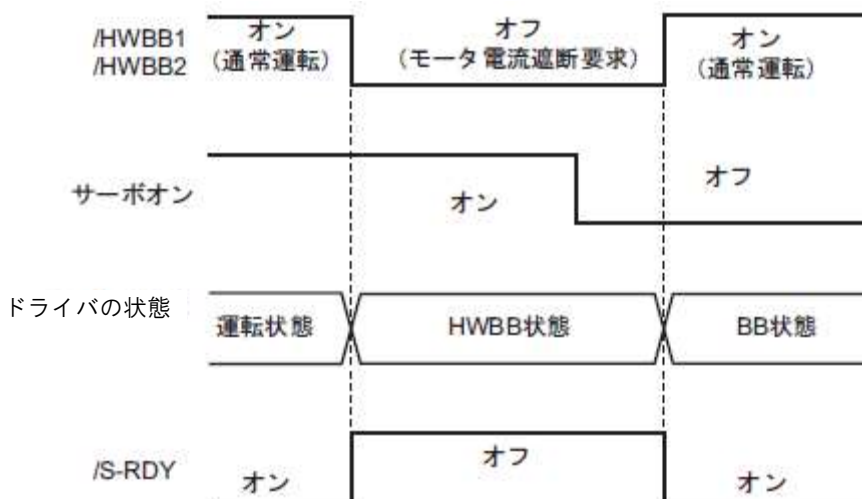 /HWBB1
/HWBB2
オン
(通常運転)
オフ
(モータ電流遮断要求)
オン
(通常運転)
サーボオン
オン
オフ
ドライバの状態
運転状態
HWBB状態
BB状態
/S-RDY
オン
オフ
オン